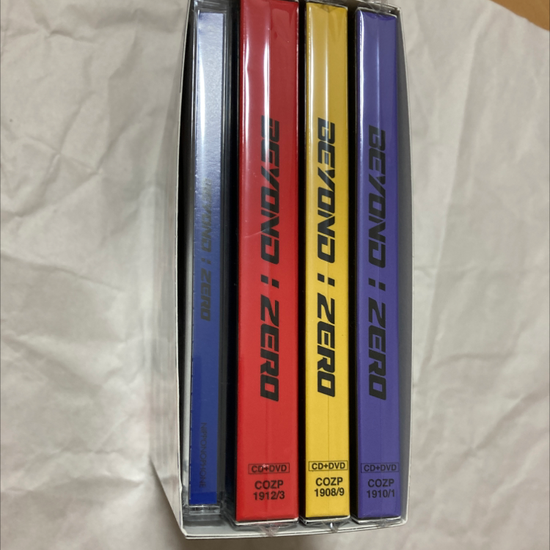 BEYOND : ZERO
BEYOND : ZERO
CD+DVD
COZP
1912/3
BEYOND : ZERO
CD+DVD
COZP
1908/9
BEYOND : ZERO
CD+DVD
COZP
1910/1